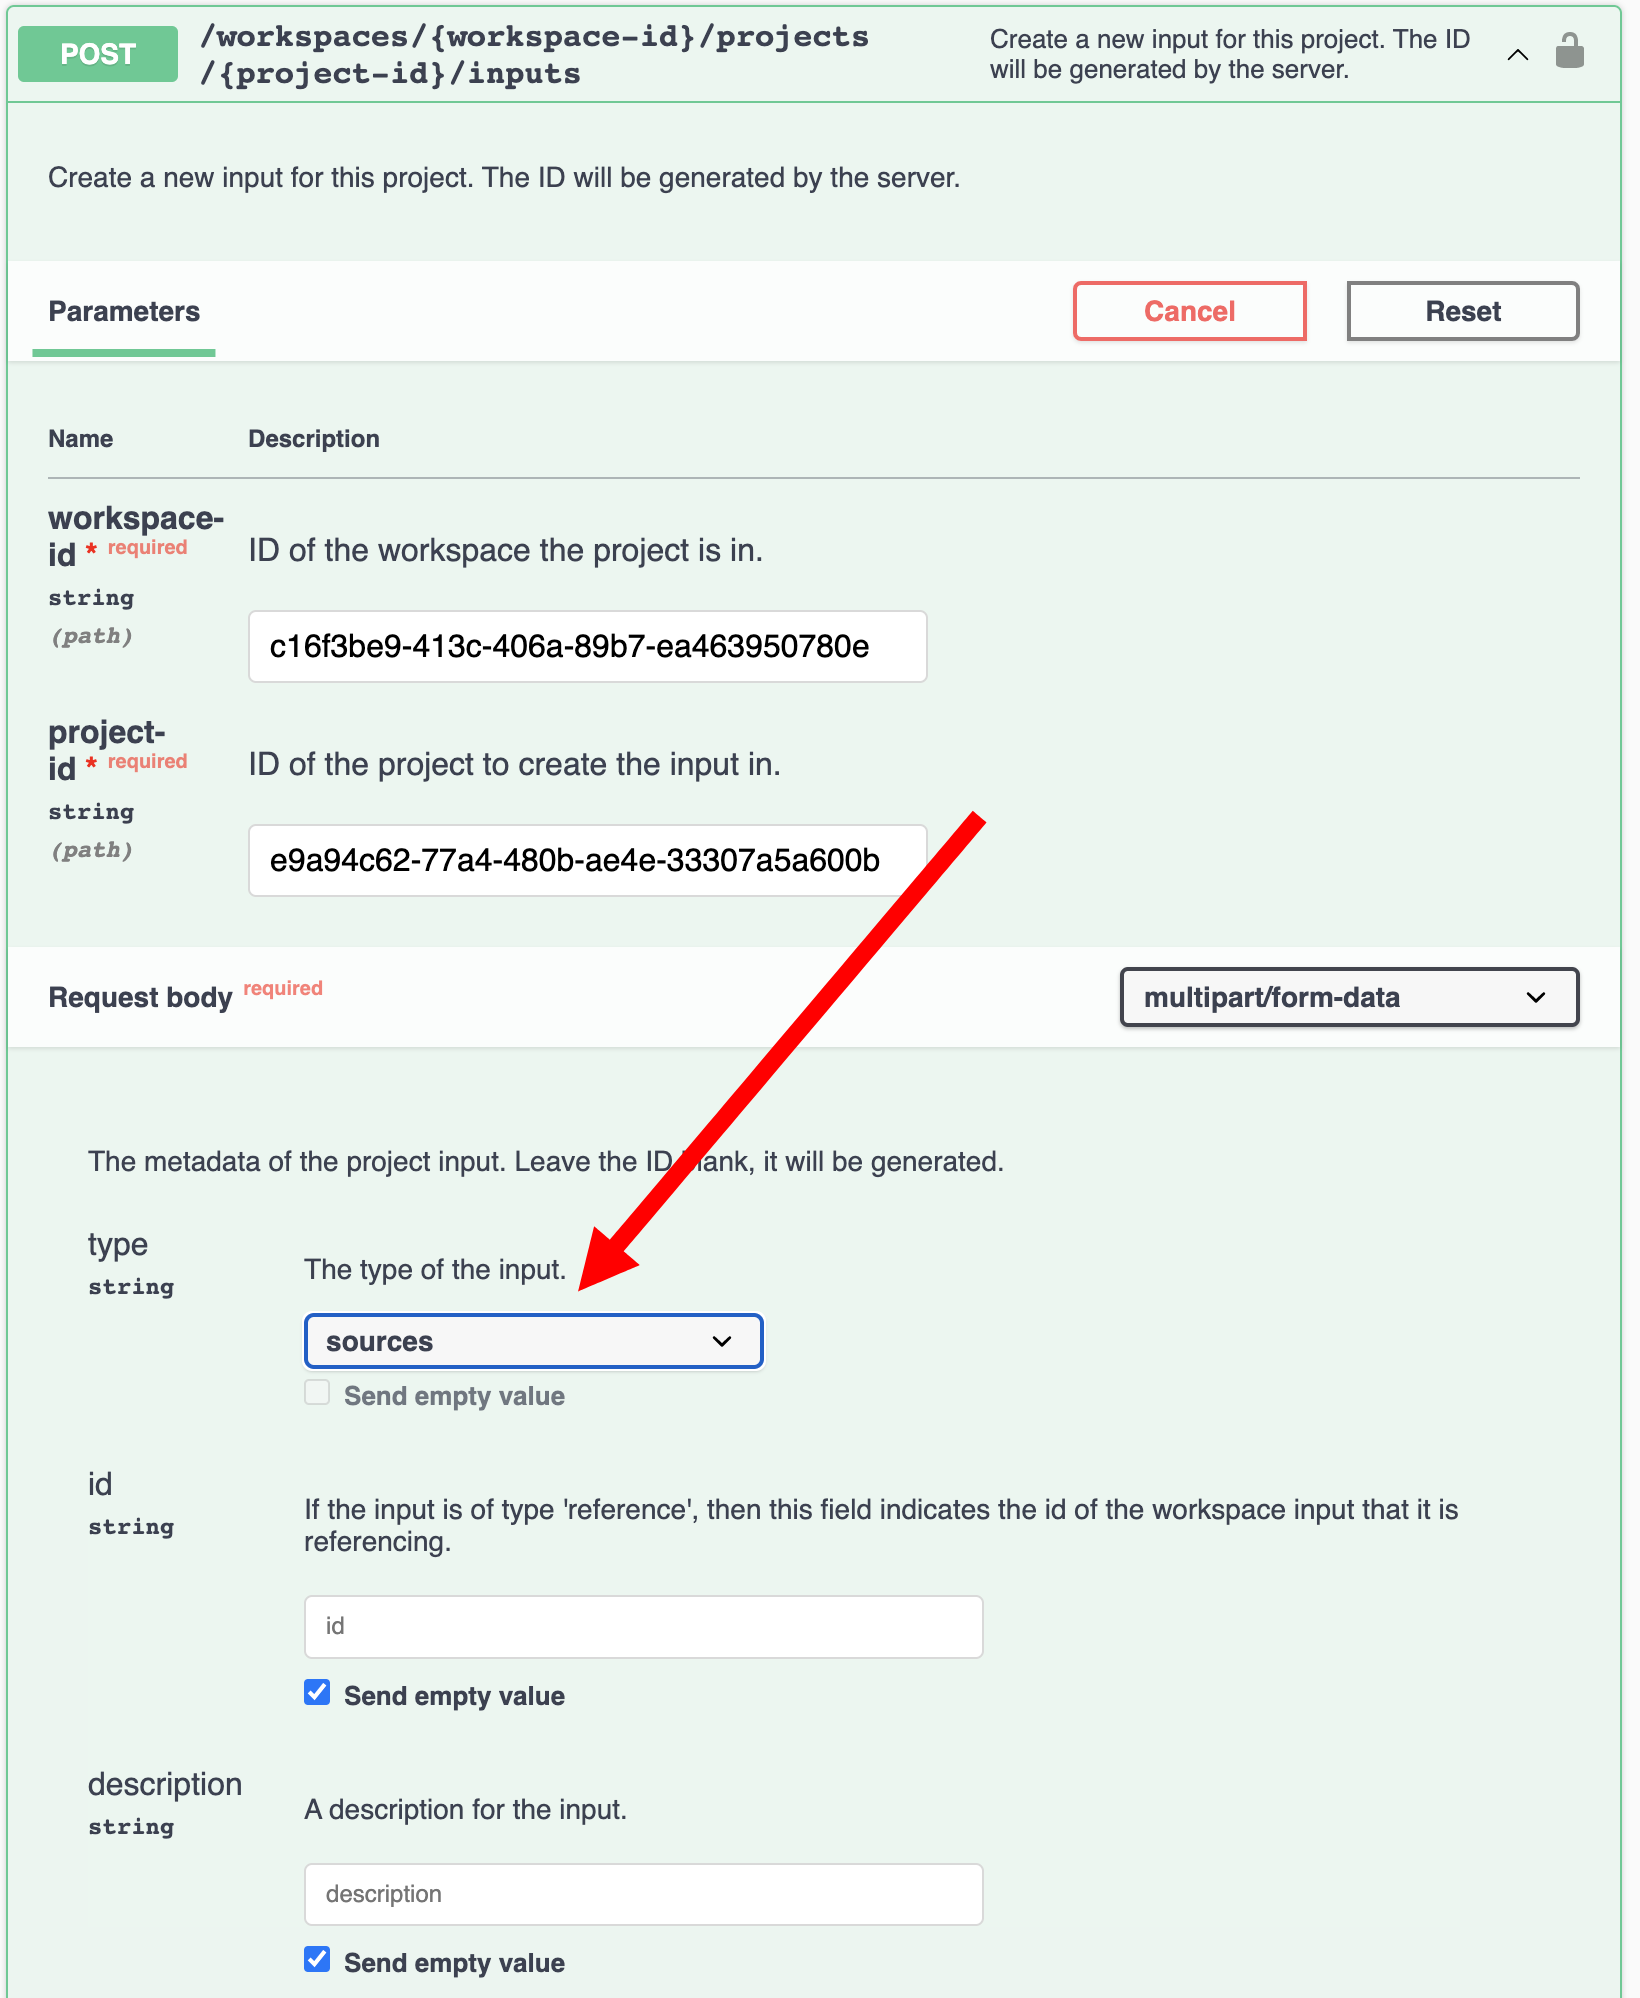 POST
/workspaces/{workspace-id}/projects
/{project-id}/inputs
Create a new input for this project. The ID
will be generated by the server.
Create a new input for this project. The ID will be generated by the server.
Parameters
Cancel
Reset
Name
Description
workspace-
id * required
string
(path)
ID of the workspace the project is in.
c16f3be9-413c-406a-89b7-ea463950780e
project-
id * required
string
(path)
ID of the project to create the input in.
e9a94c62-77a4-480b-ae4e-33307a5a600b
Request body required
multipart/form-data
The metadata of the project input. Leave the ID blank, it will be generated.
type
string
The type of the input.
sources
Send empty value
id
string
If the input is of type 'reference', then this field indicates the id of the workspace input that it is
referencing.
id
Send empty value
description
string
A description for the input.
description
Send empty value